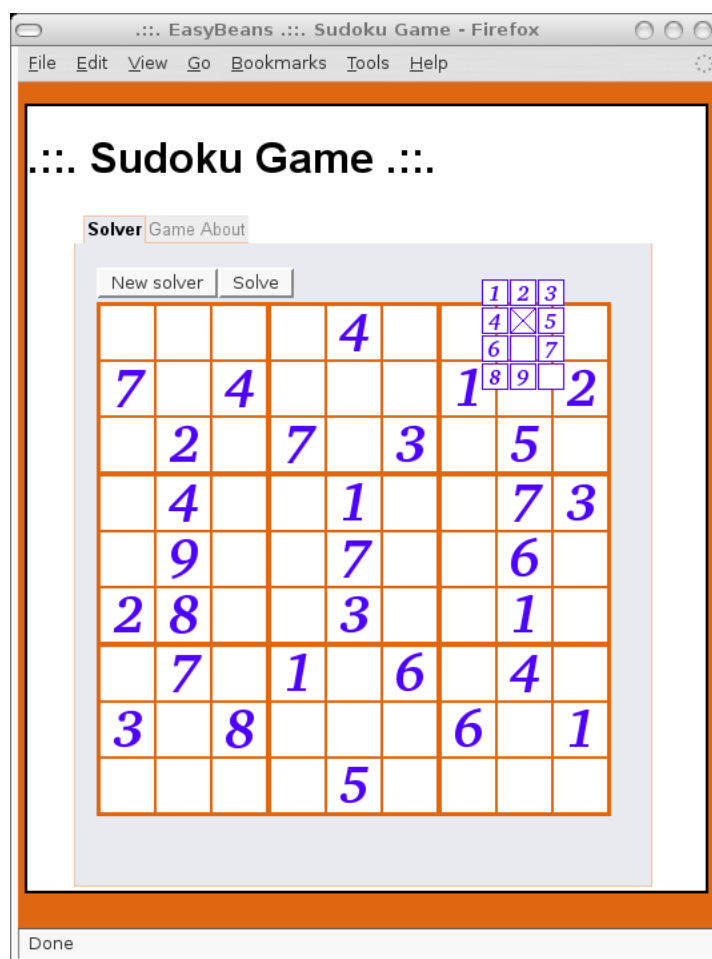 .::. EasyBeans .::. Sudoku Game - Firefox
File Edit View Go Bookmarks Tools Help
.::. Sudoku Game .::.
Solver Game About
New solver Solve
1 2 3
4 4 5
6 7
7 4 1 8 9 2
2 7 3 5
4 1 7 3
9 7 6
2 8 3 1
7 1 6 4
3 8 6 1
5
Done